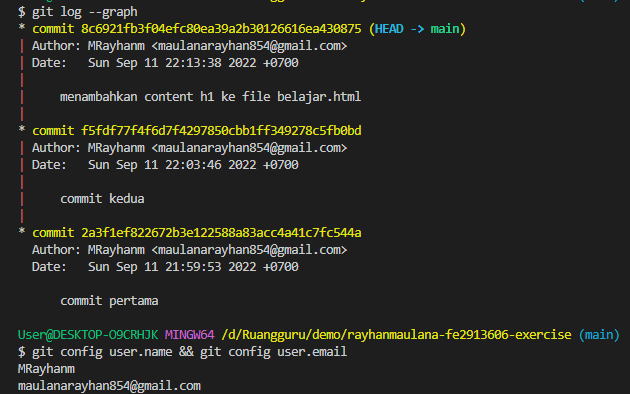 $ git log --graph
* commit 8c6921fb3f04efc80ea39a2b30126616ea430875 (HEAD -> main)
| Author: MRayhanm <maulanarayhan854@gmail.com>
| Date:   Sun Sep 11 22:13:38 2022 +0700
|
|     menambahkan content h1 ke file belajar.html
|
* commit f5fdf77f4f6d7f4297850cbb1ff349278c5fb0bd
| Author: MRayhanm <maulanarayhan854@gmail.com>
| Date:   Sun Sep 11 22:03:46 2022 +0700
|
|     commit kedua
|
* commit 2a3f1ef822672b3e122588a83acc4a41c7fc544a
  Author: MRayhanm <maulanarayhan854@gmail.com>
  Date:   Sun Sep 11 21:59:53 2022 +0700

      commit pertama

User@DESKTOP-O9CRHJK MINGW64 /d/Ruangguru/demo/rayhanmaulana-fe2913606-exercise (main)
$ git config user.name && git config user.email
MRayhanm
maulanarayhan854@gmail.com